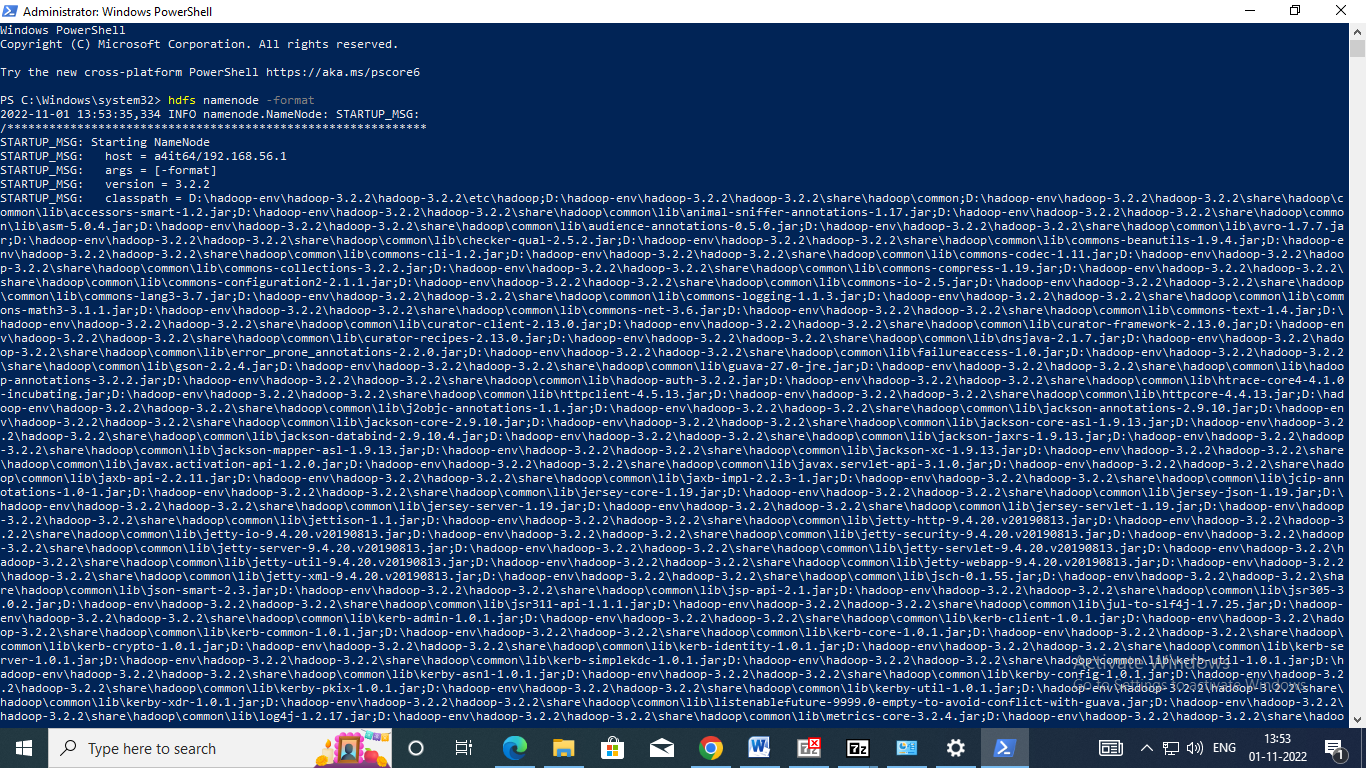 Administrator: Windows PowerShell
Windows PowerShell
Copyright (C) Microsoft Corporation. All rights reserved.
Try the new cross-platform PowerShell https://aka.ms/pscore6
PS C:\Windows\system32> hdfs namenode -format
2022-11-01 13:53:35,334 INFO namenode.NameNode: STARTUP_MSG:
/************************************************************
STARTUP_MSG: Starting NameNode
STARTUP_MSG:   host = a4it64/192.168.56.1
STARTUP_MSG:   args = [-format]
STARTUP_MSG:   version = 3.2.2
STARTUP_MSG:   classpath = D:\hadoop-env\hadoop-3.2.2\hadoop-3.2.2\etc\hadoop;D:\hadoop-env\hadoop-3.2.2\hadoop-3.2.2\share\hadoop\common;D:\hadoop-env\hadoop-3.2.2\hadoop-3.2.2\share\hadoop\c
ommon\lib\accessors-smart-1.2.jar;D:\hadoop-env\hadoop-3.2.2\hadoop-3.2.2\share\hadoop\common\lib\animal-sniffer-annotations-1.17.jar;D:\hadoop-env\hadoop-3.2.2\hadoop-3.2.2\share\hadoop\commo
n\lib\asm-5.0.4.jar;D:\hadoop-env\hadoop-3.2.2\hadoop-3.2.2\share\hadoop\common\lib\audience-annotations-0.5.0.jar;D:\hadoop-env\hadoop-3.2.2\hadoop-3.2.2\share\hadoop\common\lib\avro-1.7.7.ja
r;D:\hadoop-env\hadoop-3.2.2\hadoop-3.2.2\share\hadoop\common\lib\checker-qual-2.5.2.jar;D:\hadoop-env\hadoop-3.2.2\hadoop-3.2.2\share\hadoop\common\lib\commons-beanutils-1.9.4.jar;D:\hadoop-e
nv\hadoop-3.2.2\hadoop-3.2.2\share\hadoop\common\lib\commons-cli-1.2.jar;D:\hadoop-env\hadoop-3.2.2\hadoop-3.2.2\share\hadoop\common\lib\commons-codec-1.11.jar;D:\hadoop-env\hadoop-3.2.2\hadoo
p-3.2.2\share\hadoop\common\lib\commons-collections-3.2.2.jar;D:\hadoop-env\hadoop-3.2.2\hadoop-3.2.2\share\hadoop\common\lib\commons-compress-1.19.jar;D:\hadoop-env\hadoop-3.2.2\hadoop-3.2.2\
share\hadoop\common\lib\commons-configuration2-2.1.1.jar;D:\hadoop-env\hadoop-3.2.2\hadoop-3.2.2\share\hadoop\common\lib\commons-io-2.5.jar;D:\hadoop-env\hadoop-3.2.2\hadoop-3.2.2\share\hadoop
\common\lib\commons-lang3-3.7.jar;D:\hadoop-env\hadoop-3.2.2\hadoop-3.2.2\share\hadoop\common\lib\commons-logging-1.1.3.jar;D:\hadoop-env\hadoop-3.2.2\hadoop-3.2.2\share\hadoop\common\lib\comm
ons-math3-3.1.1.jar;D:\hadoop-env\hadoop-3.2.2\hadoop-3.2.2\share\hadoop\common\lib\commons-net-3.6.jar;D:\hadoop-env\hadoop-3.2.2\hadoop-3.2.2\share\hadoop\common\lib\commons-text-1.4.jar;D:\
hadoop-env\hadoop-3.2.2\hadoop-3.2.2\share\hadoop\common\lib\curator-client-2.13.0.jar;D:\hadoop-env\hadoop-3.2.2\hadoop-3.2.2\share\hadoop\common\lib\curator-framework-2.13.0.jar;D:\hadoop-en
v\hadoop-3.2.2\hadoop-3.2.2\share\hadoop\common\lib\curator-recipes-2.13.0.jar;D:\hadoop-env\hadoop-3.2.2\hadoop-3.2.2\share\hadoop\common\lib\dnsjava-2.1.7.jar;D:\hadoop-env\hadoop-3.2.2\hado
op-3.2.2\share\hadoop\common\lib\error_prone_annotations-2.2.0.jar;D:\hadoop-env\hadoop-3.2.2\hadoop-3.2.2\share\hadoop\common\lib\failureaccess-1.0.jar;D:\hadoop-env\hadoop-3.2.2\hadoop-3.2.2
\share\hadoop\common\lib\gson-2.2.4.jar;D:\hadoop-env\hadoop-3.2.2\hadoop-3.2.2\share\hadoop\common\lib\guava-27.0-jre.jar;D:\hadoop-env\hadoop-3.2.2\hadoop-3.2.2\share\hadoop\common\lib\hadoo
p-annotations-3.2.2.jar;D:\hadoop-env\hadoop-3.2.2\hadoop-3.2.2\share\hadoop\common\lib\hadoop-auth-3.2.2.jar;D:\hadoop-env\hadoop-3.2.2\hadoop-3.2.2\share\hadoop\common\lib\htrace-core4-4.1.0
-incubating.jar;D:\hadoop-env\hadoop-3.2.2\hadoop-3.2.2\share\hadoop\common\lib\httpclient-4.5.13.jar;D:\hadoop-env\hadoop-3.2.2\hadoop-3.2.2\share\hadoop\common\lib\httpcore-4.4.13.jar;D:\had
oop-env\hadoop-3.2.2\hadoop-3.2.2\share\hadoop\common\lib\j2objc-annotations-1.1.jar;D:\hadoop-env\hadoop-3.2.2\hadoop-3.2.2\share\hadoop\common\lib\jackson-annotations-2.9.10.jar;D:\hadoop-en
v\hadoop-3.2.2\hadoop-3.2.2\share\hadoop\common\lib\jackson-core-2.9.10.jar;D:\hadoop-env\hadoop-3.2.2\hadoop-3.2.2\share\hadoop\common\lib\jackson-core-asl-1.9.13.jar;D:\hadoop-env\hadoop-3.2
.2\hadoop-3.2.2\share\hadoop\common\lib\jackson-databind-2.9.10.4.jar;D:\hadoop-env\hadoop-3.2.2\hadoop-3.2.2\share\hadoop\common\lib\jackson-jaxrs-1.9.13.jar;D:\hadoop-env\hadoop-3.2.2\hadoop
-3.2.2\share\hadoop\common\lib\jackson-mapper-asl-1.9.13.jar;D:\hadoop-env\hadoop-3.2.2\hadoop-3.2.2\share\hadoop\common\lib\jackson-xc-1.9.13.jar;D:\hadoop-env\hadoop-3.2.2\hadoop-3.2.2\share
\hadoop\common\lib\javax.activation-api-1.2.0.jar;D:\hadoop-env\hadoop-3.2.2\hadoop-3.2.2\share\hadoop\common\lib\javax.servlet-api-3.1.0.jar;D:\hadoop-env\hadoop-3.2.2\hadoop-3.2.2\share\hado
op\common\lib\jaxb-api-2.2.11.jar;D:\hadoop-env\hadoop-3.2.2\hadoop-3.2.2\share\hadoop\common\lib\jaxb-impl-2.2.3-1.jar;D:\hadoop-env\hadoop-3.2.2\hadoop-3.2.2\share\hadoop\common\lib\jcip-ann
otations-1.0-1.jar;D:\hadoop-env\hadoop-3.2.2\hadoop-3.2.2\share\hadoop\common\lib\jersey-core-1.19.jar;D:\hadoop-env\hadoop-3.2.2\hadoop-3.2.2\share\hadoop\common\lib\jersey-json-1.19.jar;D:\
hadoop-env\hadoop-3.2.2\hadoop-3.2.2\share\hadoop\common\lib\jersey-server-1.19.jar;D:\hadoop-env\hadoop-3.2.2\hadoop-3.2.2\share\hadoop\common\lib\jersey-servlet-1.19.jar;D:\hadoop-env\hadoop
-3.2.2\hadoop-3.2.2\share\hadoop\common\lib\jettison-1.1.jar;D:\hadoop-env\hadoop-3.2.2\hadoop-3.2.2\share\hadoop\common\lib\jetty-http-9.4.20.v20190813.jar;D:\hadoop-env\hadoop-3.2.2\hadoop-3
.2.2\share\hadoop\common\lib\jetty-io-9.4.20.v20190813.jar;D:\hadoop-env\hadoop-3.2.2\hadoop-3.2.2\share\hadoop\common\lib\jetty-security-9.4.20.v20190813.jar;D:\hadoop-env\hadoop-3.2.2\hadoop
-3.2.2\share\hadoop\common\lib\jetty-server-9.4.20.v20190813.jar;D:\hadoop-env\hadoop-3.2.2\hadoop-3.2.2\share\hadoop\common\lib\jetty-servlet-9.4.20.v20190813.jar;D:\hadoop-env\hadoop-3.2.2\h
adoop-3.2.2\share\hadoop\common\lib\jetty-util-9.4.20.v20190813.jar;D:\hadoop-env\hadoop-3.2.2\hadoop-3.2.2\share\hadoop\common\lib\jetty-webapp-9.4.20.v20190813.jar;D:\hadoop-env\hadoop-3.2.2
\hadoop-3.2.2\share\hadoop\common\lib\jetty-xml-9.4.20.v20190813.jar;D:\hadoop-env\hadoop-3.2.2\hadoop-3.2.2\share\hadoop\common\lib\jsch-0.1.55.jar;D:\hadoop-env\hadoop-3.2.2\hadoop-3.2.2\sha
re\hadoop\common\lib\json-smart-2.3.jar;D:\hadoop-env\hadoop-3.2.2\hadoop-3.2.2\share\hadoop\common\lib\jsp-api-2.1.jar;D:\hadoop-env\hadoop-3.2.2\hadoop-3.2.2\share\hadoop\common\lib\jsr305-3
.0.2.jar;D:\hadoop-env\hadoop-3.2.2\hadoop-3.2.2\share\hadoop\common\lib\jsr311-api-1.1.1.jar;D:\hadoop-env\hadoop-3.2.2\hadoop-3.2.2\share\hadoop\common\lib\jul-to-slf4j-1.7.25.jar;D:\hadoop-
env\hadoop-3.2.2\hadoop-3.2.2\share\hadoop\common\lib\kerb-admin-1.0.1.jar;D:\hadoop-env\hadoop-3.2.2\hadoop-3.2.2\share\hadoop\common\lib\kerb-client-1.0.1.jar;D:\hadoop-env\hadoop-3.2.2\hado
op-3.2.2\share\hadoop\common\lib\kerb-common-1.0.1.jar;D:\hadoop-env\hadoop-3.2.2\hadoop-3.2.2\share\hadoop\common\lib\kerb-core-1.0.1.jar;D:\hadoop-env\hadoop-3.2.2\hadoop-3.2.2\share\hadoop\
common\lib\kerb-crypto-1.0.1.jar;D:\hadoop-env\hadoop-3.2.2\hadoop-3.2.2\share\hadoop\common\lib\kerb-identity-1.0.1.jar;D:\hadoop-env\hadoop-3.2.2\hadoop-3.2.2\share\hadoop\common\lib\kerb-se
rver-1.0.1.jar;D:\hadoop-env\hadoop-3.2.2\hadoop-3.2.2\share\hadoop\common\lib\kerb-simplekdc-1.0.1.jar;D:\hadoop-env\hadoop-3.2.2\hadoop-3.2.2\share\hadoop\common\lib\kerb-util-1.0.1.jar;D:\h
adoop-env\hadoop-3.2.2\hadoop-3.2.2\share\hadoop\common\lib\kerby-asn1-1.0.1.jar;D:\hadoop-env\hadoop-3.2.2\hadoop-3.2.2\share\hadoop\common\lib\kerby-config-1.0.1.jar;D:\hadoop-env\hadoop-3.2
.2\hadoop-3.2.2\share\hadoop\common\lib\kerby-pkix-1.0.1.jar;D:\hadoop-env\hadoop-3.2.2\hadoop-3.2.2\share\hadoop\common\lib\kerby-util-1.0.1.jar;D:\hadoop-env\hadoop-3.2.2\hadoop-3.2.2\share\
hadoop\common\lib\kerby-xdr-1.0.1.jar;D:\hadoop-env\hadoop-3.2.2\hadoop-3.2.2\share\hadoop\common\lib\listenablefuture-9999.0-empty-to-avoid-conflict-with-guava.jar;D:\hadoop-env\hadoop-3.2.2\
hadoop-3.2.2\share\hadoop\common\lib\log4j-1.2.17.jar;D:\hadoop-env\hadoop-3.2.2\hadoop-3.2.2\share\hadoop\common\lib\metrics-core-3.2.4.jar;D:\hadoop-env\hadoop-3.2.2\hadoop-3.2.2\share\hadoo
Activate Windows
Go to Settings to activate Windows.
Type here to search
ENG
13:53
01-11-2022
1